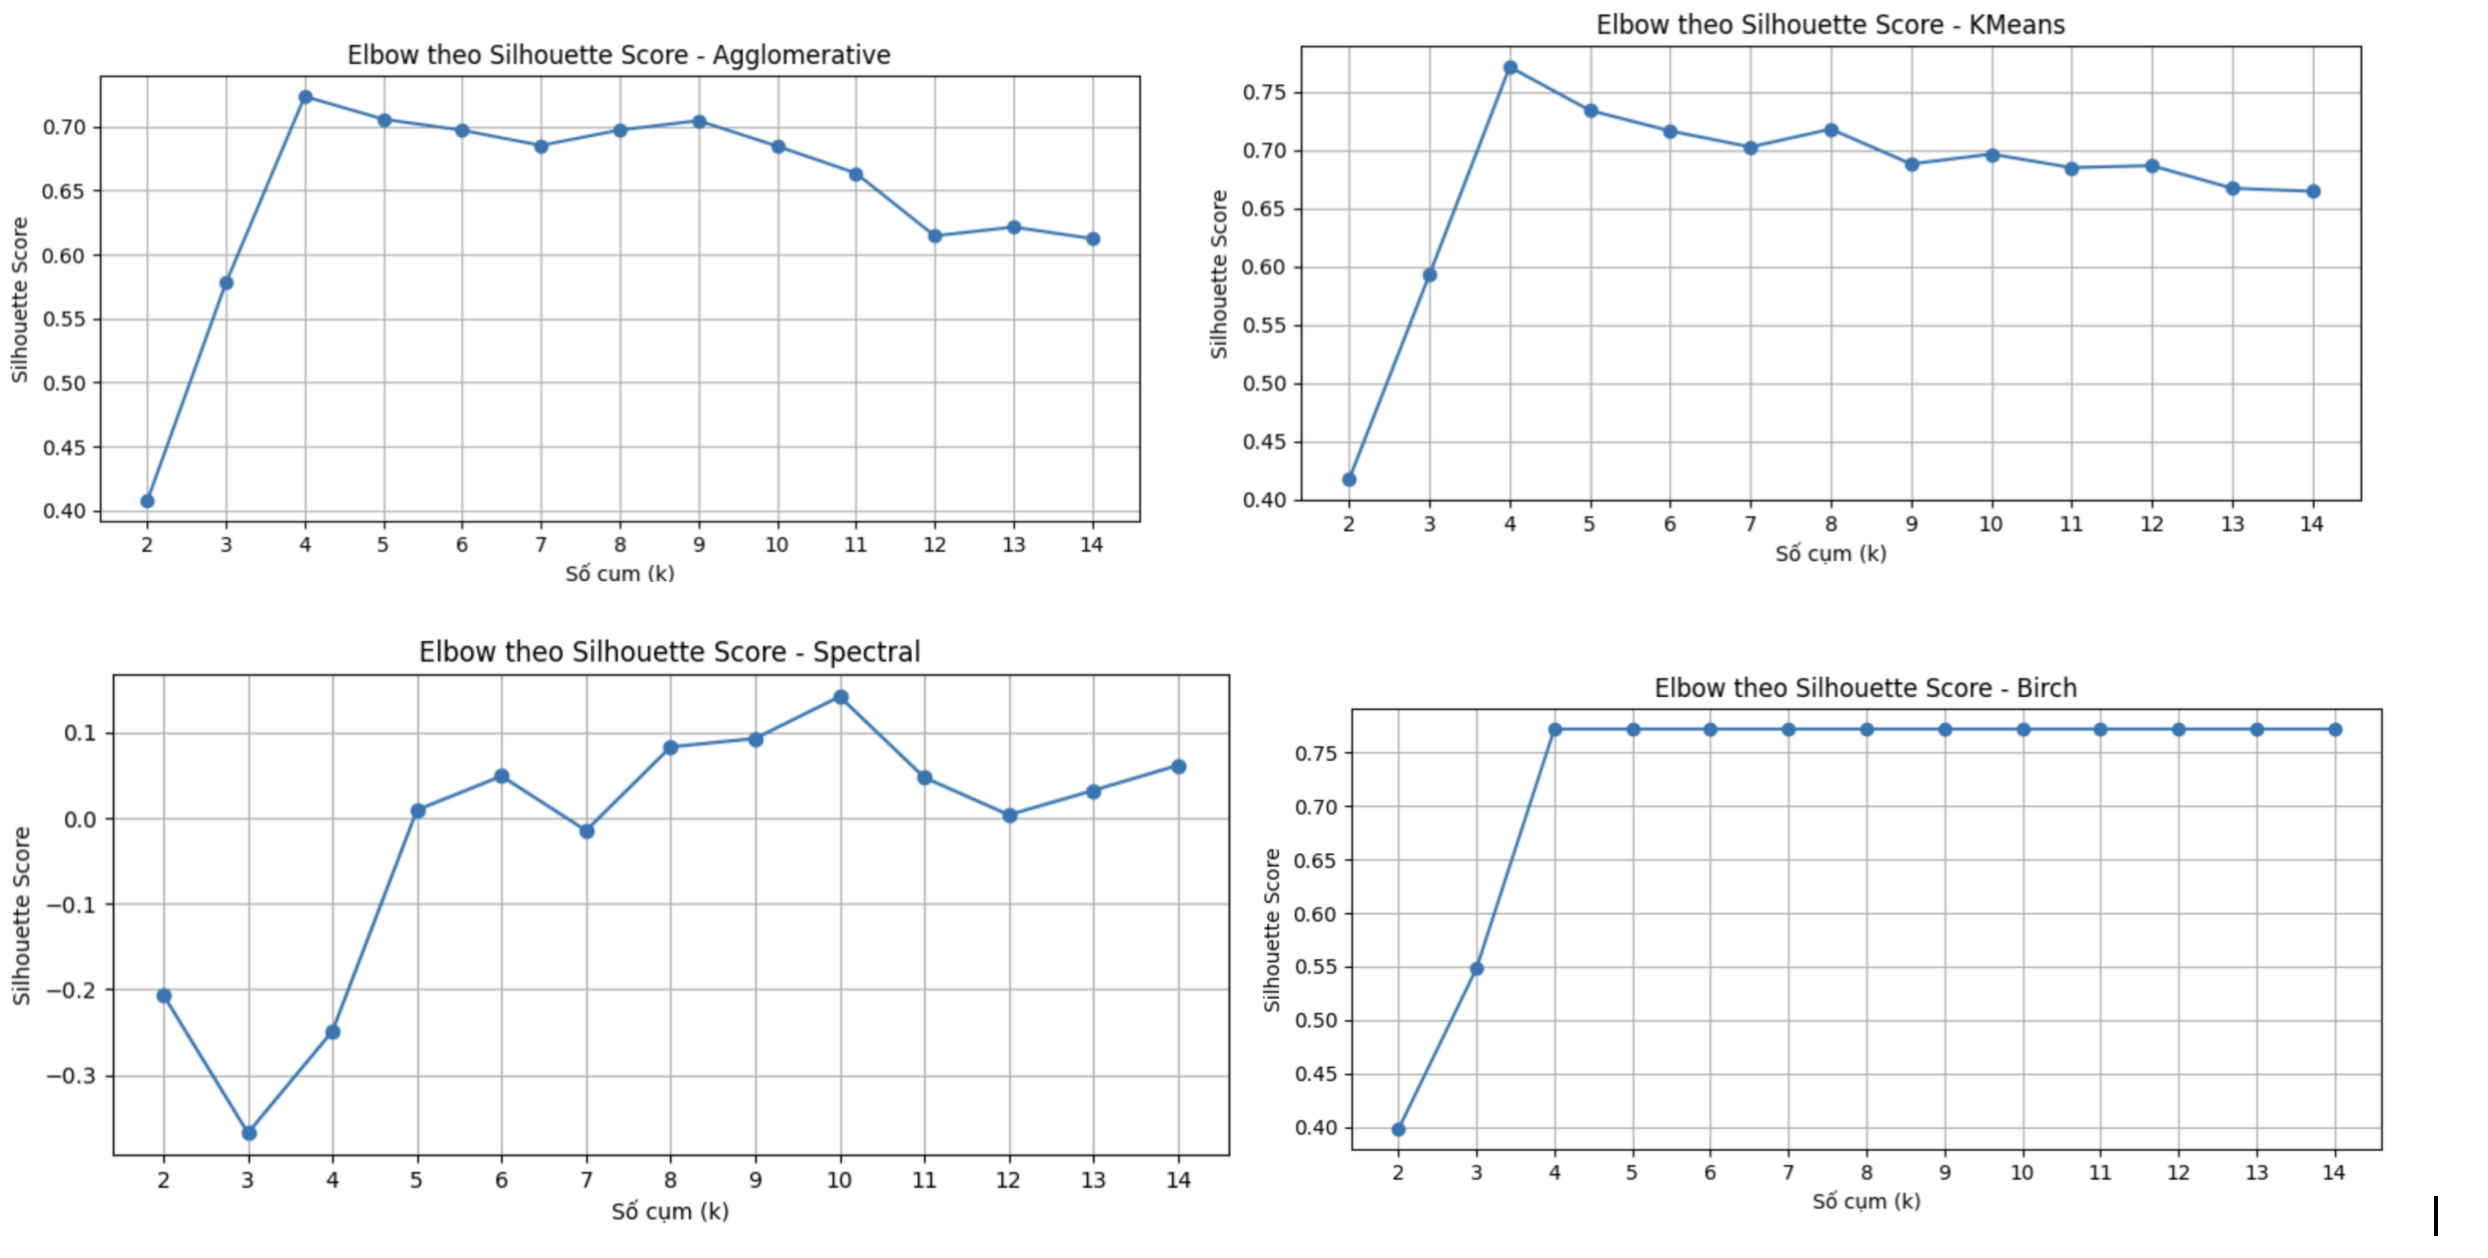 Elbow theo Silhouette Score - Agglomerative
Silhouette Score
0.70
0.65
0.60
0.55
0.50
0.45
0.40
2 3 4 5 6 7 8 9 10 11 12 13 14
Số cum (k)
Elbow theo Silhouette Score - KMeans
Silhouette Score
0.75
0.70
0.65
0.60
0.55
0.50
0.45
0.40
2 3 4 5 6 7 8 9 10 11 12 13 14
Số cụm (k)
Elbow theo Silhouette Score - Spectral
Silhouette Score
0.1
0.0
−0.1
−0.2
−0.3
2 3 4 5 6 7 8 9 10 11 12 13 14
Số cụm (k)
Elbow theo Silhouette Score - Birch
Silhouette Score
0.75
0.70
0.65
0.60
0.55
0.50
0.45
0.40
2 3 4 5 6 7 8 9 10 11 12 13 14
Số cụm (k)